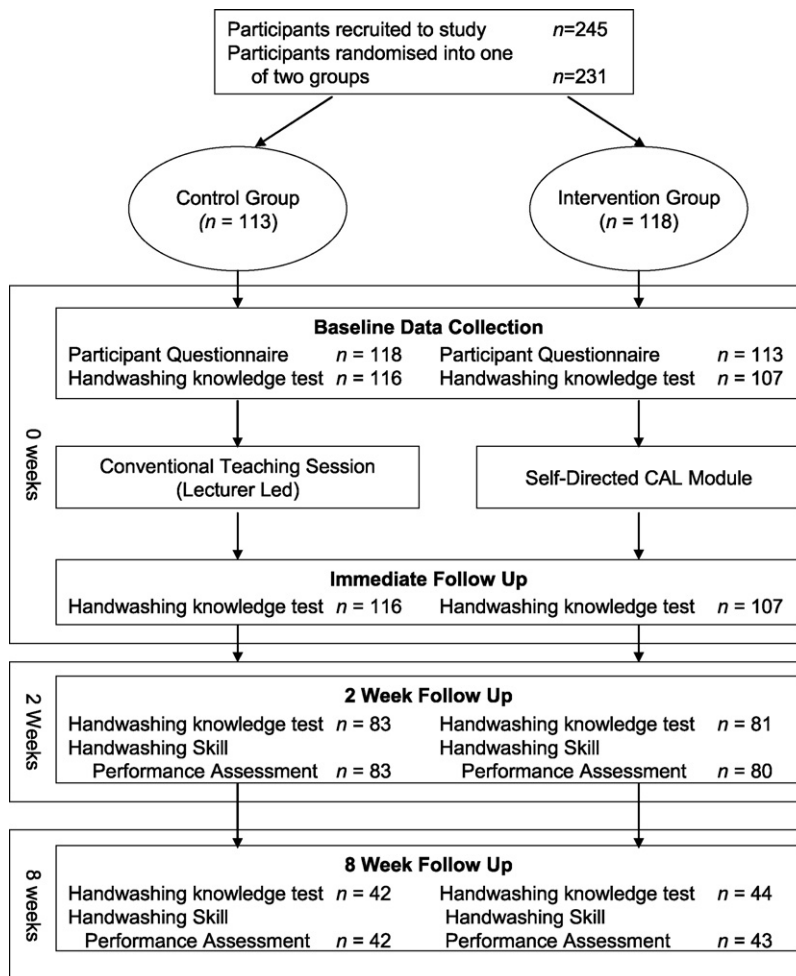 Participants recruited to study n=245
Participants randomised into one
of two groups n=231
Control Group
(n = 113)
Intervention Group
(n = 118)
0 weeks
Baseline Data Collection
Participant Questionnaire n = 118 Participant Questionnaire n = 113
Handwashing knowledge test n = 116 Handwashing knowledge test n = 107
Conventional Teaching Session
(Lecturer Led)
Self-Directed CAL Module
Immediate Follow Up
Handwashing knowledge test n = 116 Handwashing knowledge test n = 107
2 Weeks
2 Week Follow Up
Handwashing knowledge test n = 83 Handwashing knowledge test n = 81
Handwashing Skill Handwashing Skill
Performance Assessment n = 83 Performance Assessment n = 80
8 weeks
8 Week Follow Up
Handwashing knowledge test n = 42 Handwashing knowledge test n = 44
Handwashing Skill Handwashing Skill
Performance Assessment n = 42 Performance Assessment n = 43